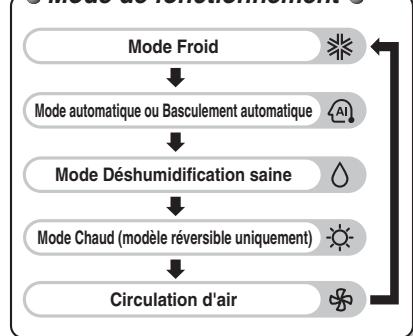 Mode de fonctionnement
Mode Froid
Mode automatique ou Basculement automatique
AI
Mode Déshumidification saine
Mode Chaud (modèle réversible uniquement)
Circulation d'air